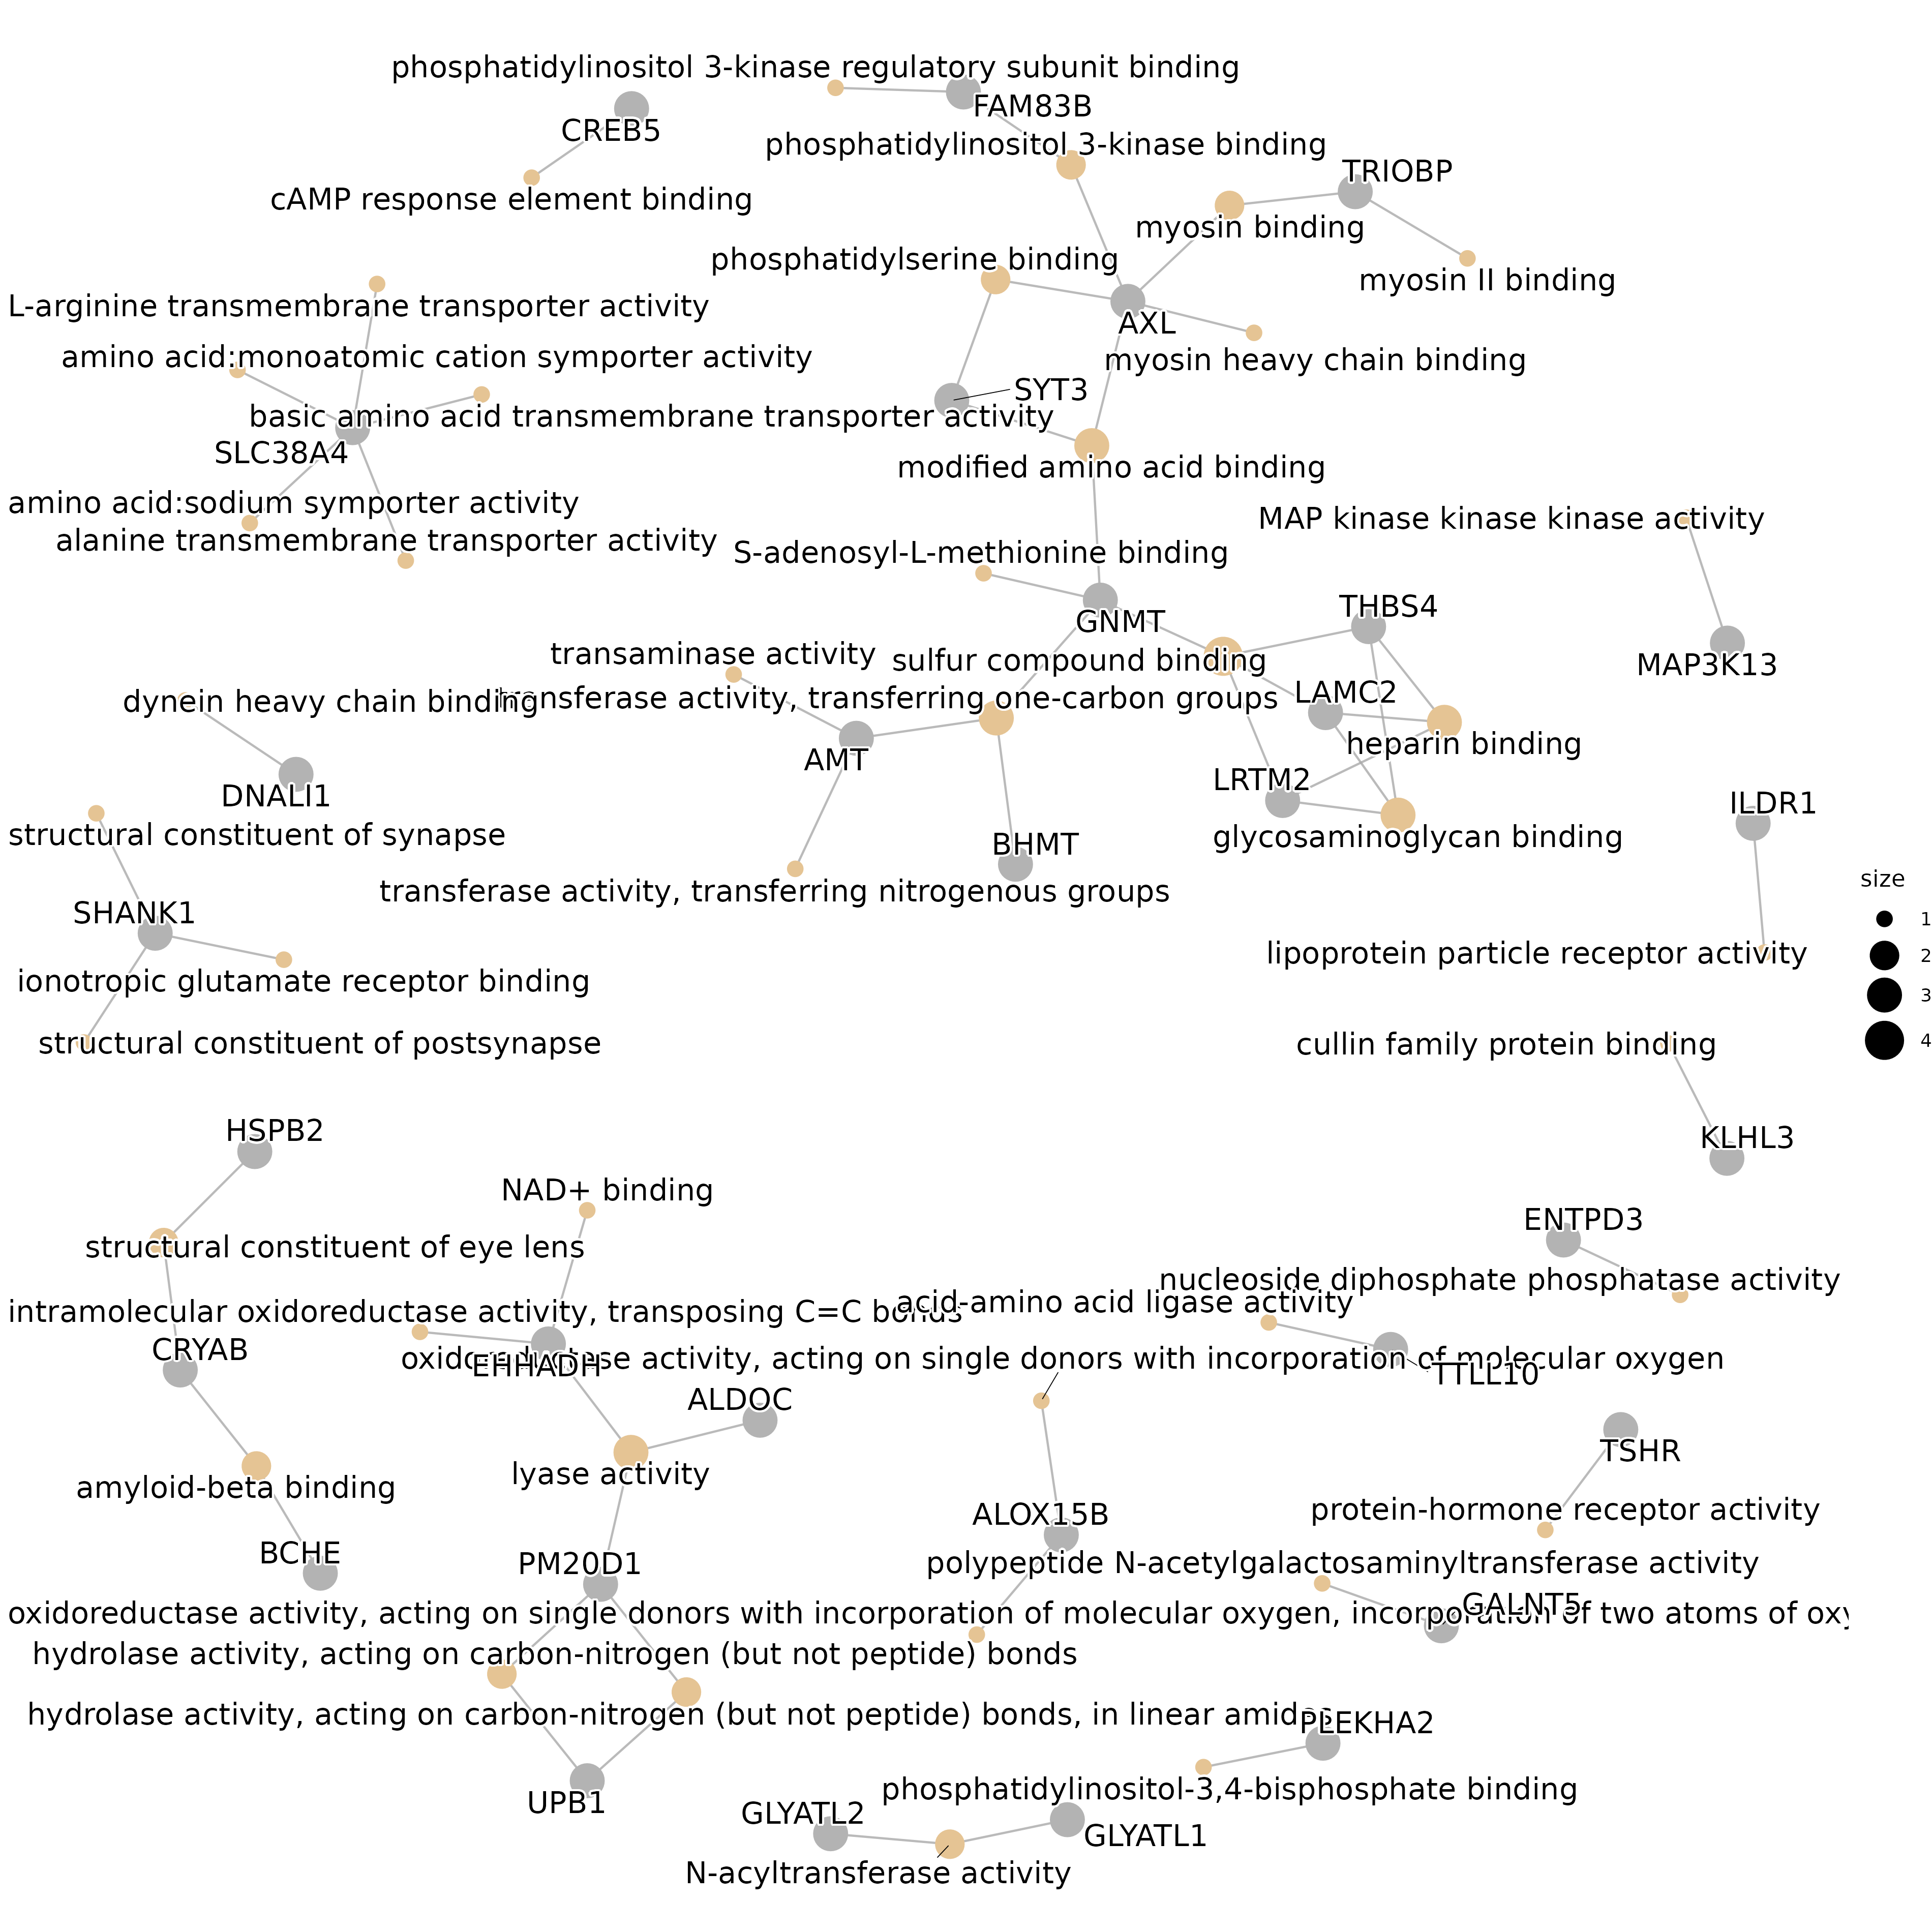 phosphatidylinositol 3-kinase regulatory subunit binding
FAM83B
CREB5
phosphatidylinositol 3-kinase binding
TRIOBP
cAMP response element binding
myosin binding
phosphatidylserine binding
myosin II binding
L-arginine transmembrane transporter activity
AXL
amino acid:monoatomic cation symporter activity
myosin heavy chain binding
SYT3
basic amino acid transmembrane transporter activity
SLC38A4
modified amino acid binding
amino acid:sodium symporter activity
MAP kinase kinase kinase activity
alanine transmembrane transporter activity
S-adenosyl-L-methionine binding
THBS4
GNMT
transaminase activity
sulfur compound binding
MAP3K13
dynein heavy chain binding
transferase activity, transferring one-carbon groups
LAMC2
heparin binding
AMT
LRTM2
DNALI1
ILDR1
structural constituent of synapse
BHMT
glycosaminoglycan binding
transferase activity, transferring nitrogenous groups
size
SHANK1
1
lipoprotein particle receptor activity
2
ionotropic glutamate receptor binding
3
structural constituent of postsynapse
cullin family protein binding
4
HSPB2
KLHL3
NAD+ binding
ENTPD3
structural constituent of eye lens
nucleoside diphosphate phosphatase activity
intramolecular oxidoreductase activity, transposing C=C bonds
acid-amino acid ligase activity
CRYAB
EHHADH
oxidoreductase activity, acting on single donors with incorporation of molecular oxygen
TTLL10
ALDOC
TSHR
lyase activity
amyloid-beta binding
protein-hormone receptor activity
ALOX15B
BCHE
PM20D1
polypeptide N-acetylgalactosaminyltransferase activity
GALNT5
oxidoreductase activity, acting on single donors with incorporation of molecular oxygen, incorporation of two atoms of oxy
hydrolase activity, acting on carbon-nitrogen (but not peptide) bonds
hydrolase activity, acting on carbon-nitrogen (but not peptide) bonds, in linear amides
PLEKHA2
phosphatidylinositol-3,4-bisphosphate binding
UPB1
GLYATL2
GLYATL1
N-acyltransferase activity